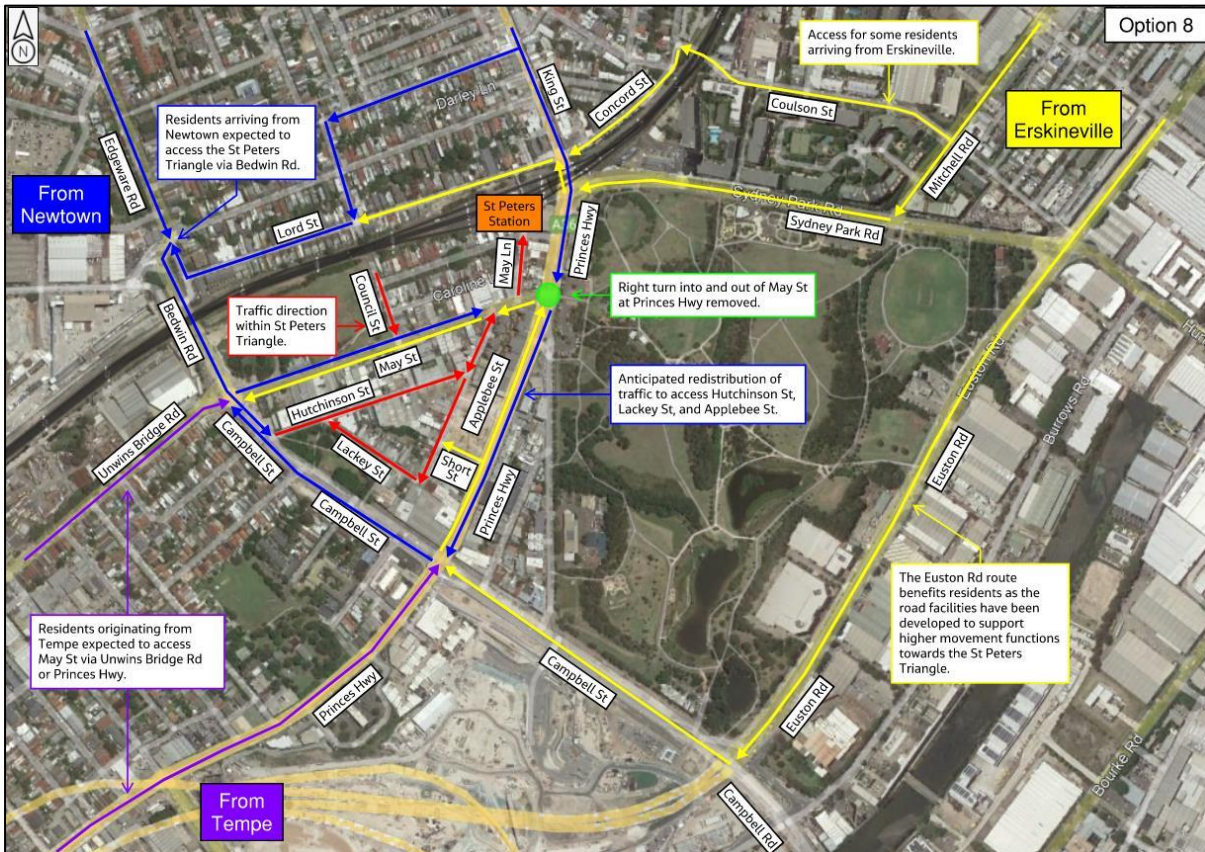 N
Option 8
Access for some residents
arriving from Erskineville.
From
Erskineville
King St
Concord St
Coulson St
Darley Ln
Mitchell Rd
Edgeware Rd
Residents arriving from
Newtown expected to
access the St Peters
Triangle via Bedwin Rd.
From
Newtown
Lord St
St Peters
Station
Princes Hwy
Sydney Park Rd
Sydney Park Rd
May Ln
Caroline
Council St
Right turn into and out of May St
at Princes Hwy removed.
Traffic direction
within St Peters
Triangle.
Bedwin Rd
May St
Hutchinson St
Applebee St
Anticipated redistribution of
traffic to access Hutchinson St,
Lackey St, and Applebee St.
Euston Rd
Burrows Rd
Unwins Bridge Rd
Campbell St
Lackey St
Short
St
Princes Hwy
Euston Rd
Campbell St
The Euston Rd route
benefits residents as the
road facilities have been
developed to support
higher movement functions
towards the St Peters
Triangle.
Residents originating from
Tempe expected to access
May St via Unwins Bridge Rd
or Princes Hwy.
Princes Hwy
Campbell St
Euston Rd
Bourke Rd
From
Tempe
Campbell Rd